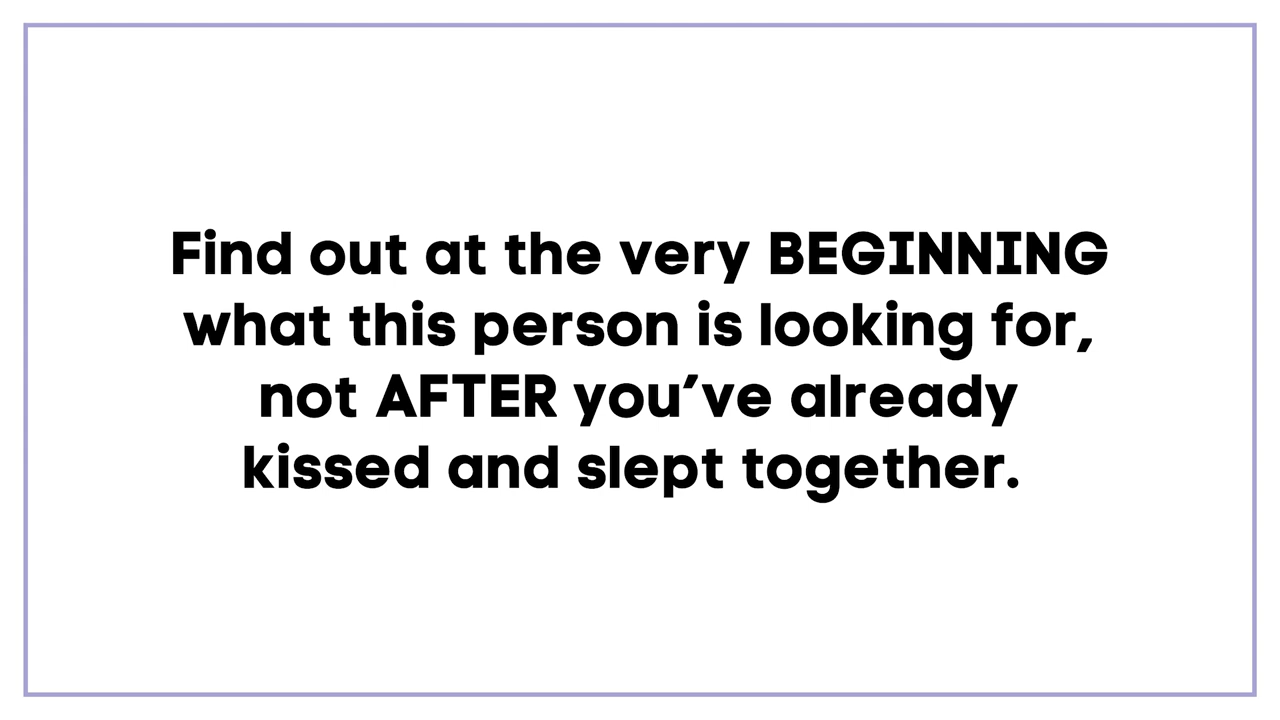 Find out at the very BEGINNING
what this person is looking for,
not AFTER you’ve already
kissed and slept together.